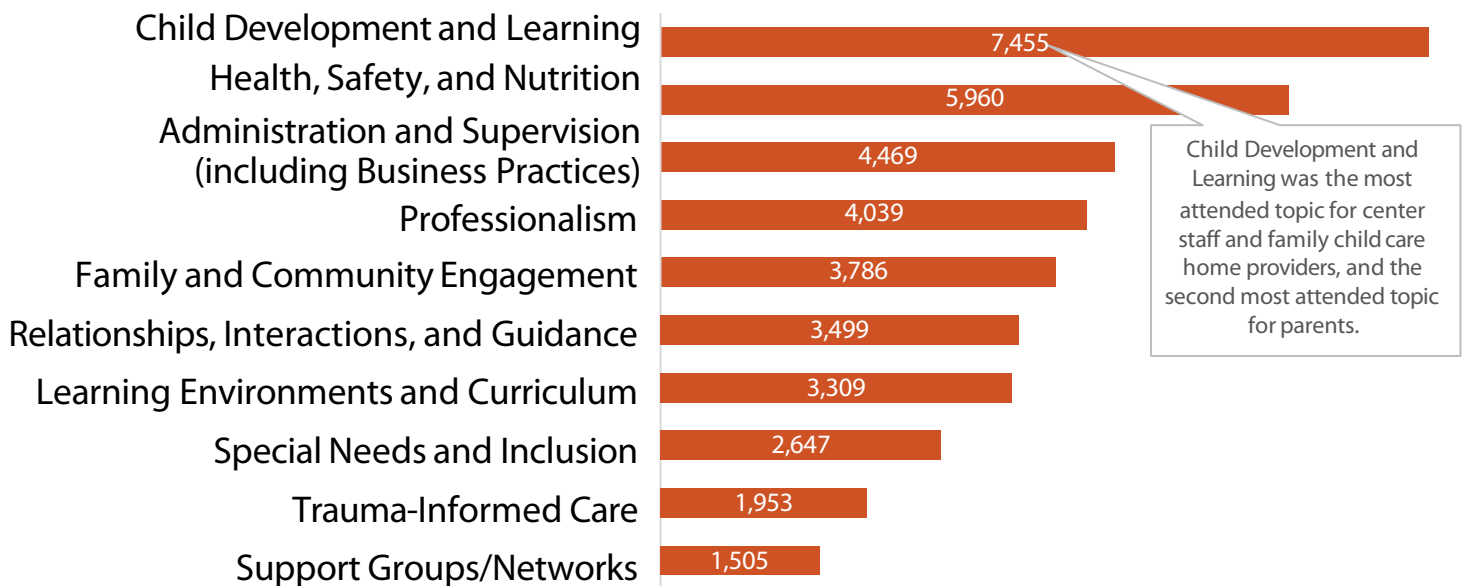 Child Development and Learning
7,455
Health, Safety, and Nutrition
5,960
Administration and Supervision
(including Business Practices)
4,469
Professionalism
4,039
Family and Community Engagement
3,786
Relationships, Interactions, and Guidance
3,499
Learning Environments and Curriculum
3,309
Special Needs and Inclusion
2,647
Trauma-Informed Care
1,953
Support Groups/Networks
1,505
Child Development and
Learning was the most
attended topic for center
staff and family child care
home providers, and the
second most attended topic
for parents.